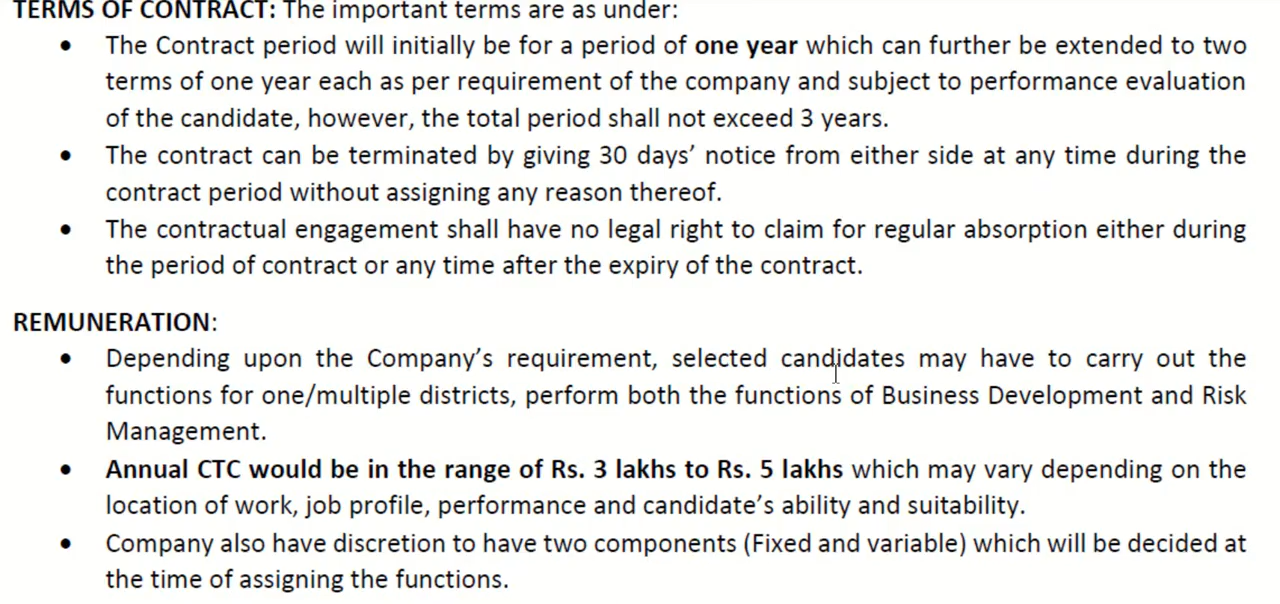 TERMS OF CONTRACT: The important terms are as under:
• The Contract period will initially be for a period of one year which can further be extended to two
terms of one year each as per requirement of the company and subject to performance evaluation
of the candidate, however, the total period shall not exceed 3 years.
• The contract can be terminated by giving 30 days’ notice from either side at any time during the
contract period without assigning any reason thereof.
• The contractual engagement shall have no legal right to claim for regular absorption either during
the period of contract or any time after the expiry of the contract.
REMUNERATION:
• Depending upon the Company’s requirement, selected candidates may have to carry out the
functions for one/multiple districts, perform both the functions of Business Development and Risk
Management.
• Annual CTC would be in the range of Rs. 3 lakhs to Rs. 5 lakhs which may vary depending on the
location of work, job profile, performance and candidate’s ability and suitability.
• Company also have discretion to have two components (Fixed and variable) which will be decided at
the time of assigning the functions.